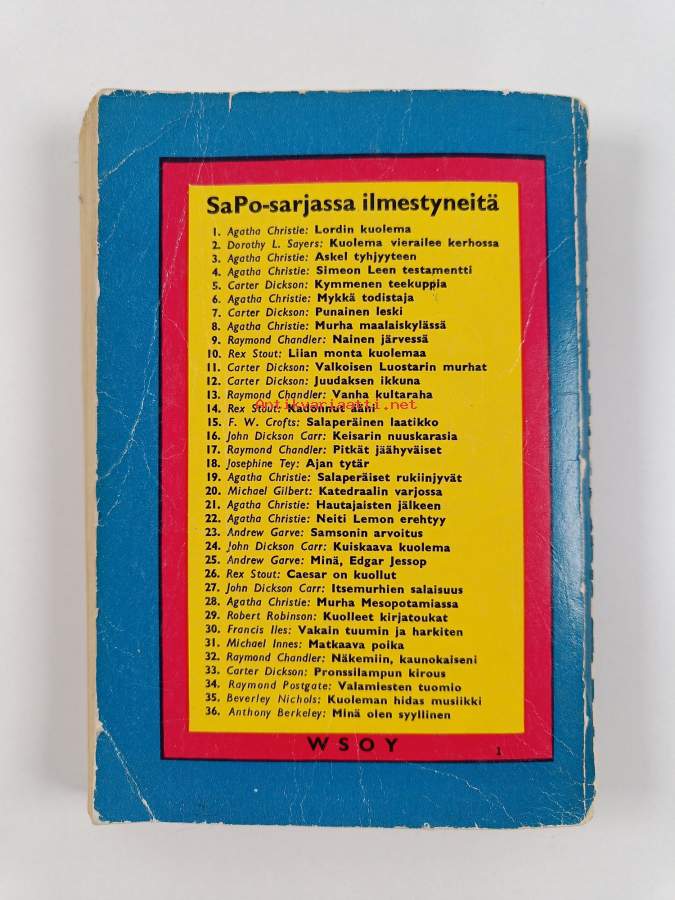 SaPo-sarjassa ilmestyneitä
1. Agatha Christie: Lordin kuolema
2. Dorothy L. Sayers: Kuolema vierailee kerhossa
3. Agatha Christie: Askel tyhjyyteen
4. Agatha Christie: Simeon Leen testamentti
5. Carter Dickson: Kymmenen teekuppia
6. Agatha Christie: Mykkä todistaja
7. Carter Dickson: Punainen leski
8. Agatha Christie: Murha maalaiskylässä
9. Raymond Chandler: Nainen järvessä
10. Rex Stout: Liian monta kuolemaa
11. Carter Dickson: Valkoisen Luostarin murhat
12. Carter Dickson: Juudaksen ikkuna
13. Raymond Chandler: Vanha kultaraha
Antikvariaatti.net
14. Rex Stout: Kadonnut ääni
15. F. W. Crofts: Salaperäinen laatikko
16. John Dickson Carr: Keisarin nuuskarasia
17. Raymond Chandler: Pitkät jäähyväiset
18. Josephine Tey: Ajan tytär
19. Agatha Christie: Salaperäiset rukiinjyvät
20. Michael Gilbert: Katedraalin varjossa
21. Agatha Christie: Hautajaisten jälkeen
22. Agatha Christie: Neiti Lemon erehtyy
23. Andrew Garve: Samsonin arvoitus
24. John Dickson Carr: Kuiskaava kuolema
25. Andrew Garve: Minä, Edgar Jessop
26. Rex Stout: Caesar on kuollut
27. John Dickson Carr: Itsemurhien salaisuus
28. Agatha Christie: Murha Mesopotamiassa
29. Robert Robinson: Kuolleet kirjatoukat
30. Francis Iles: Vakain tuumin ja harkiten
31. Michael Innes: Matkaava poika
32. Raymond Chandler; Näkemiin, kaunokaiseni
33. Carter Dickson: Pronssilampun kirous
34. Raymond Postgate: Valamiesten tuomio
35. Beverley Nichols: Kuoleman hidas musiikki
36. Anthony Berkeley: Minä olen syyllinen
WSOY
1